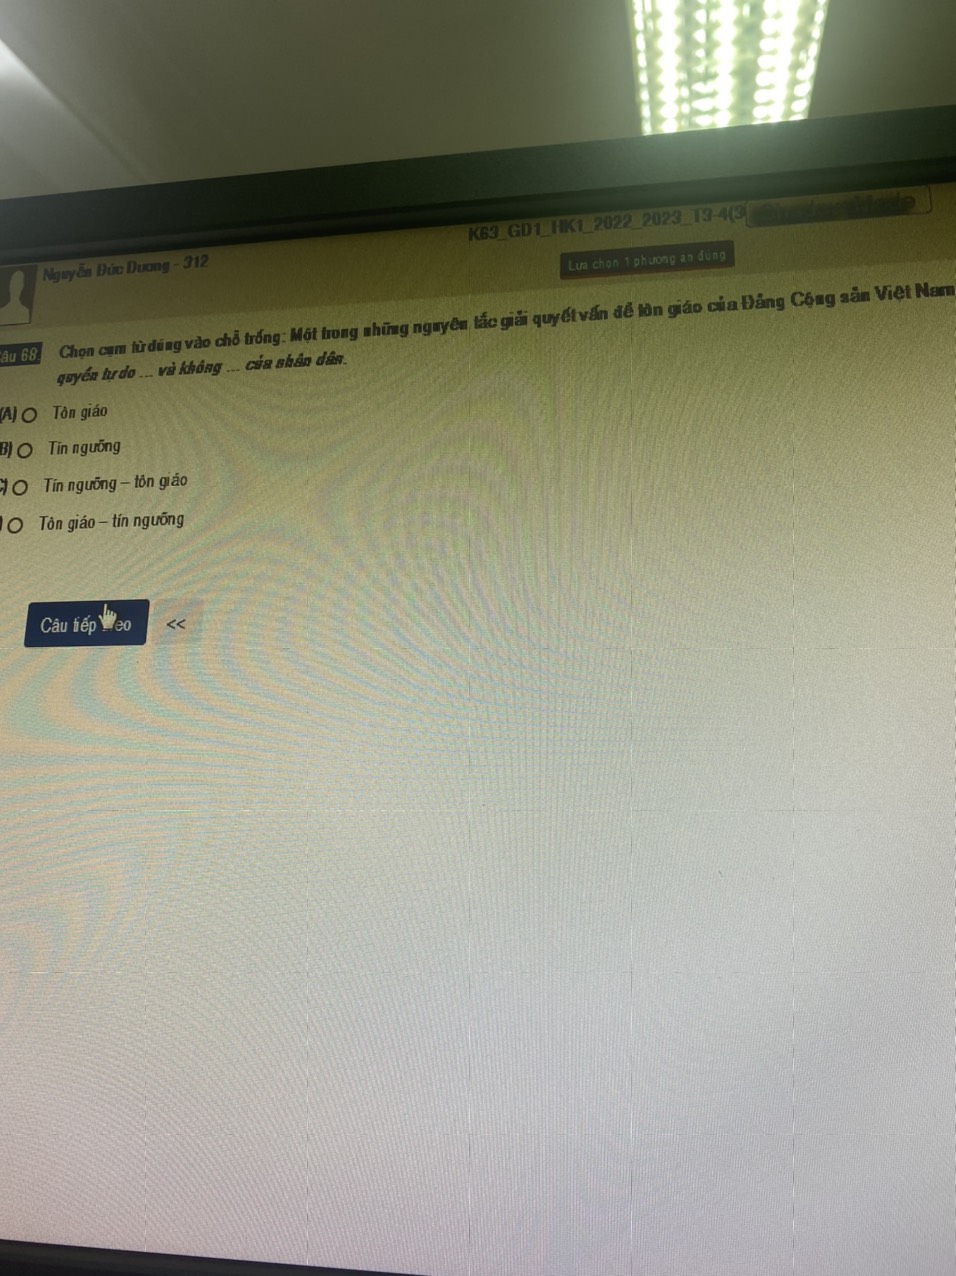 K63_GD1_HK1_2022_2023_T3-4(3
Nguyễn Đức Dương - 312
Lựa chọn 1 phương án đúng
Câu 68 Chọn cụm từ đúng vào chỗ trống: Một trong những nguyên tắc giải quyết vấn đề tôn giáo của Đảng Cộng sản Việt Nam
quyền tự do ... và không ... của nhân dân.
(A) Tôn giáo
B) Tín ngưỡng
) Tín ngưỡng – tôn giáo
) Tôn giáo – tín ngưỡng
Câu tiếp <<